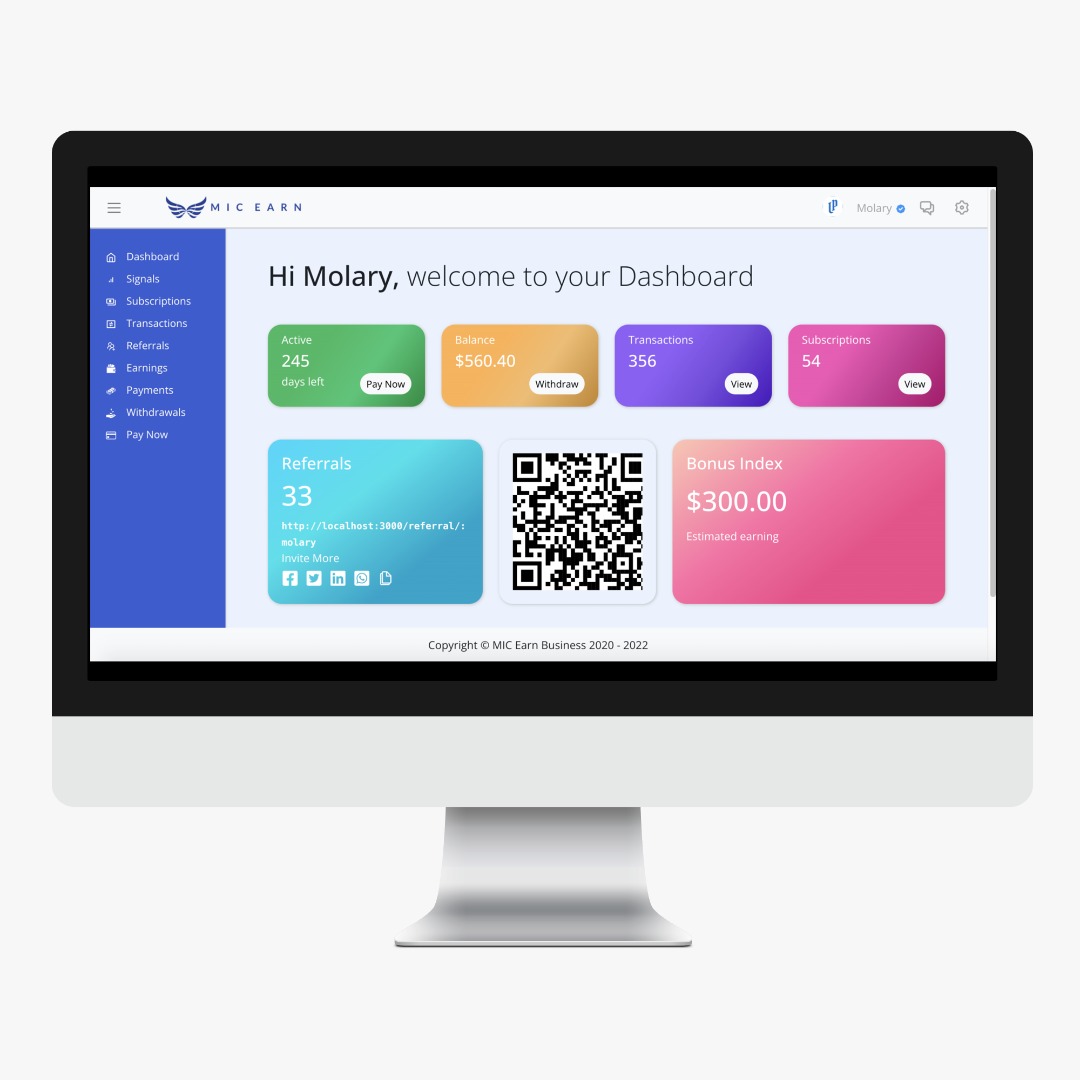 MIC EARN
Molary
Dashboard
Signals
Subscriptions
Transactions
Referrals
Earnings
Payments
Withdrawals
Pay Now
Hi Molary, welcome to your Dashboard
Active
245
days left
Pay Now
Balance
$560.40
Withdraw
Transactions
356
View
Subscriptions
54
View
Referrals
33
http://localhost:3000/referral/:
molary
Invite More
Bonus Index
$300.00
Estimated earning
Copyright © MIC Earn Business 2020 - 2022